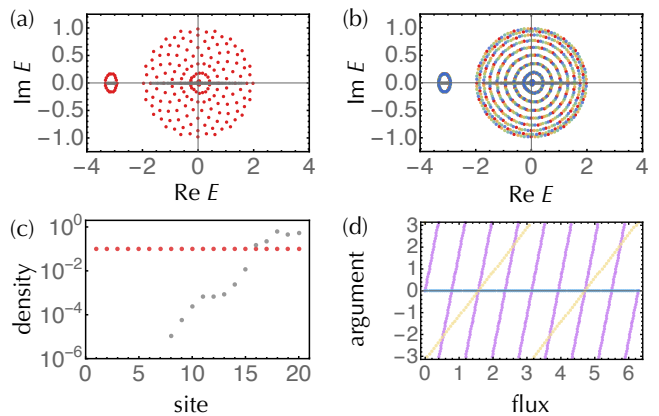 (a)
Im E
1.0
0.5
0.0
−0.5
−1.0
−4 −2 0 2 4
Re E
(b)
Im E
1.0
0.5
0.0
−0.5
−1.0
−4 −2 0 2 4
Re E
(c)
density
10^0
10^−2
10^−4
10^−6
0 5 10 15 20
site
(d)
argument
3
2
1
0
−1
−2
−3
0 1 2 3 4 5 6
flux